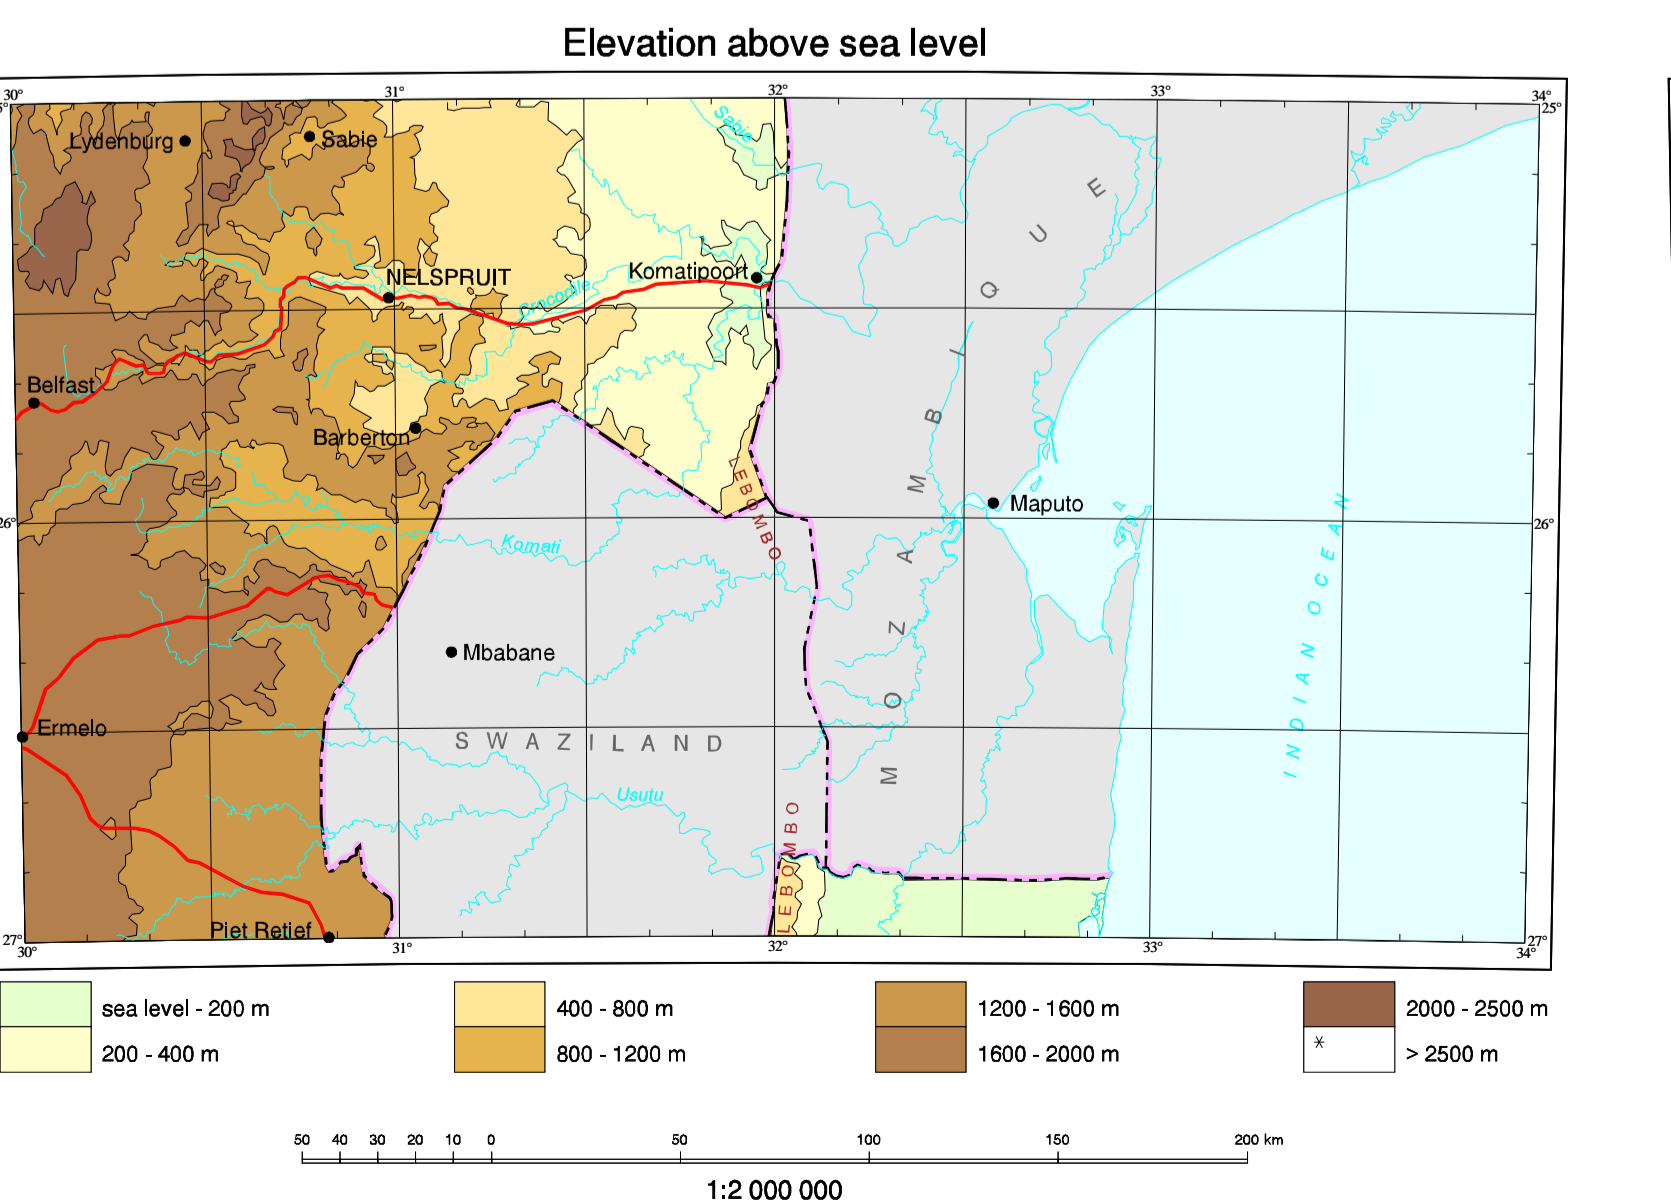 Elevation above sea level
30°
31°
32°
33°
34°
5°
25°
Lydenburg
Sabie
Sabie
NELSPRUIT
Komatipoort
Crocodile
Belfast
Barberton
LEBOMBO
MOZAMBIQUE
Maputo
26°
26°
Komati
INDIAN OCEAN
Mbabane
Ermelo
SWAZILAND
Usutu
LEBOMBO
Piet Retief
27°
27°
30°
31°
32°
33°
34°
sea level - 200 m
400 - 800 m
1200 - 1600 m
2000 - 2500 m
200 - 400 m
800 - 1200 m
1600 - 2000 m
* > 2500 m
50 40 30 20 10 0 50 100 150 200 km
1:2 000 000